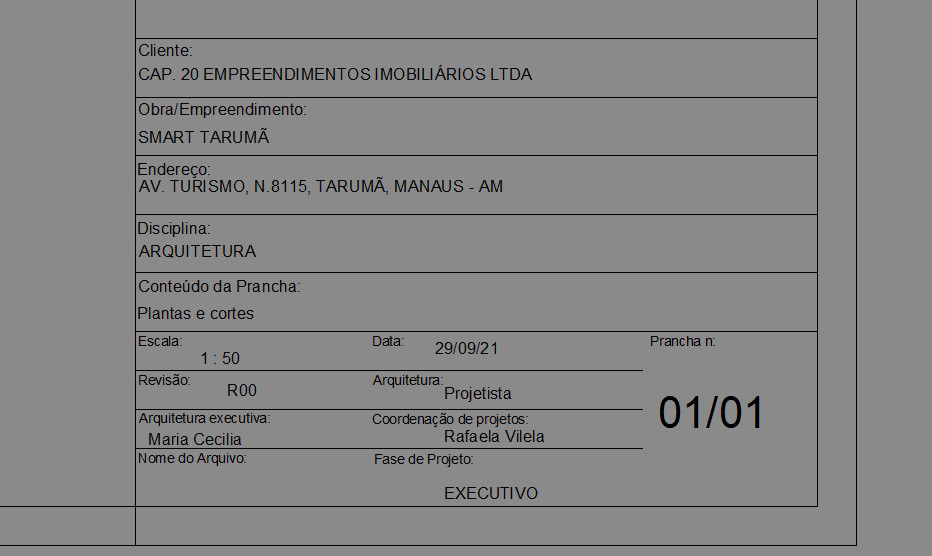 Cliente:
CAP. 20 EMPREENDIMENTOS IMOBILIÁRIOS LTDA
Obra/Empreendimento:
SMART TARUMÃ
Endereço:
AV. TURISMO, N.8115, TARUMÃ, MANAUS - AM
Disciplina:
ARQUITETURA
Conteúdo da Prancha:
Plantas e cortes
Escala:
1 : 50
Data:
29/09/21
Prancha n:
01/01
Revisão:
R00
Arquitetura:
Projetista
Arquitetura executiva:
Maria Cecilia
Coordenação de projetos:
Rafaela Vilela
Nome do Arquivo:
Fase de Projeto:
EXECUTIVO